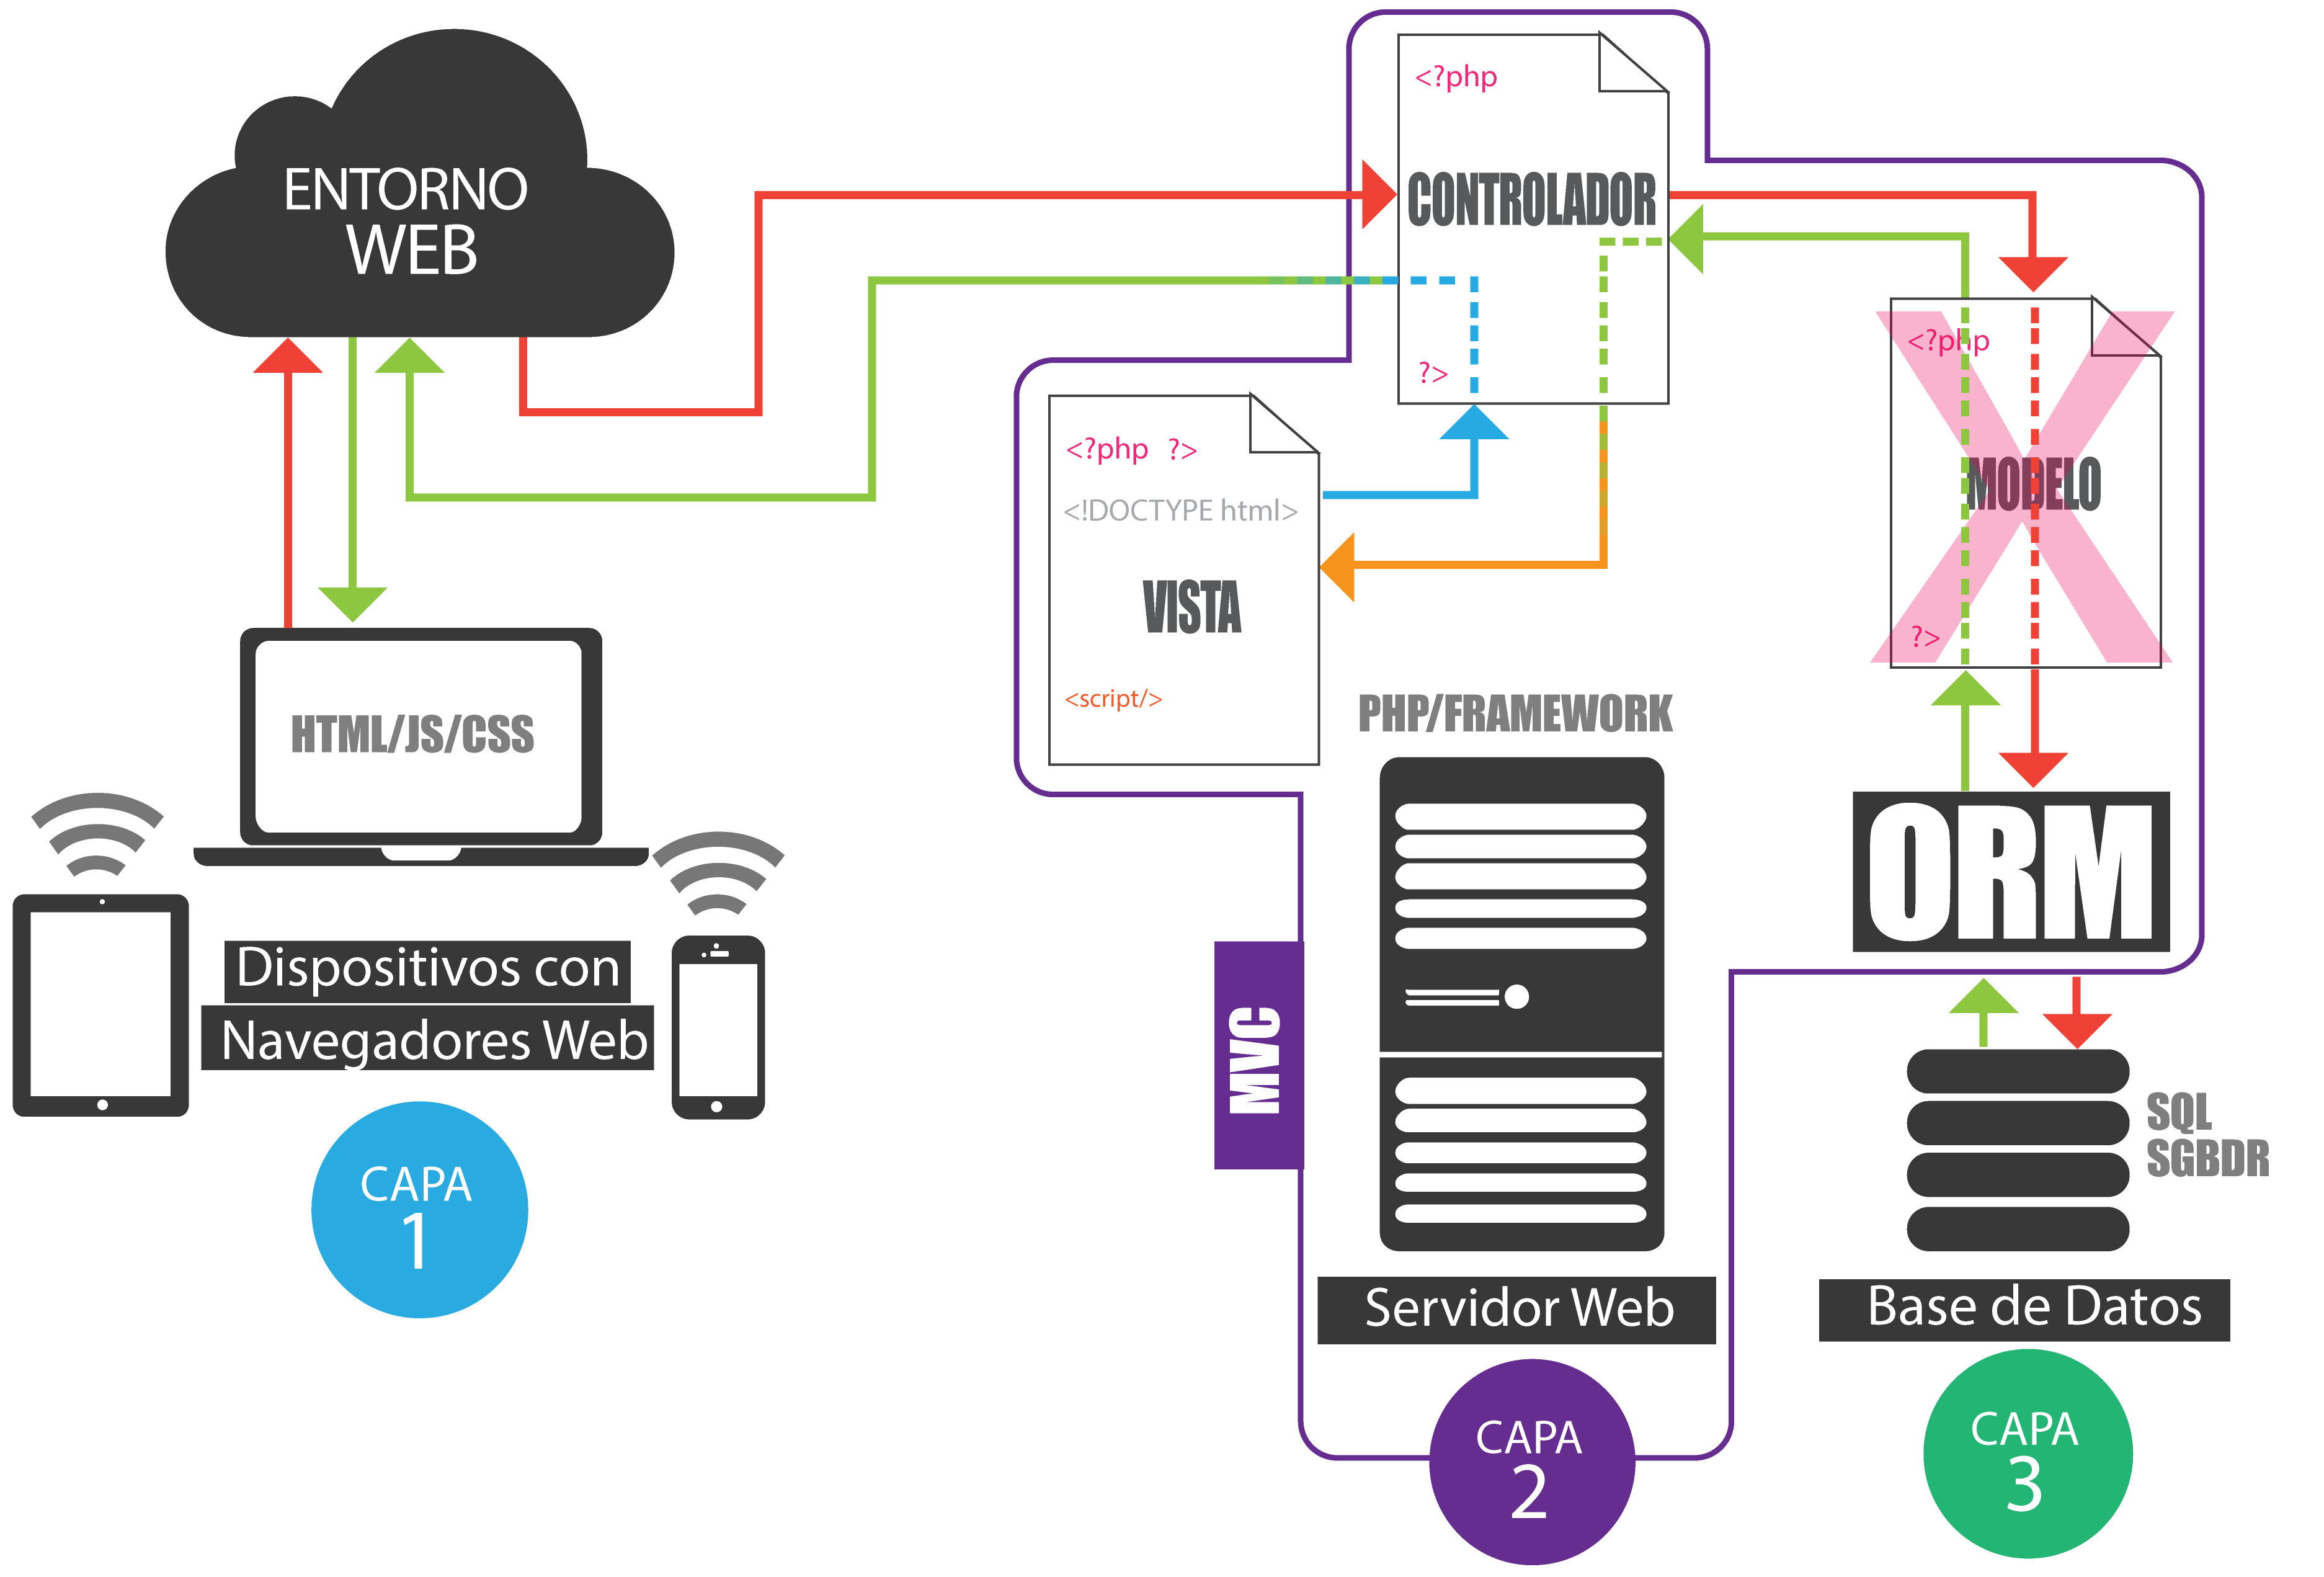 ENTORNO
WEB
HTML/JS/CSS
Dispositivos con
Navegadores Web
CAPA
1
<?php
CONTROLADOR
?>
<?php ?>
<!DOCTYPE html>
VISTA
<script/>
<?php
MODELO
?>
PHP/FRAMEWORK
ORM
MVC
SQL
SGBDR
Servidor Web
Base de Datos
CAPA
2
CAPA
3